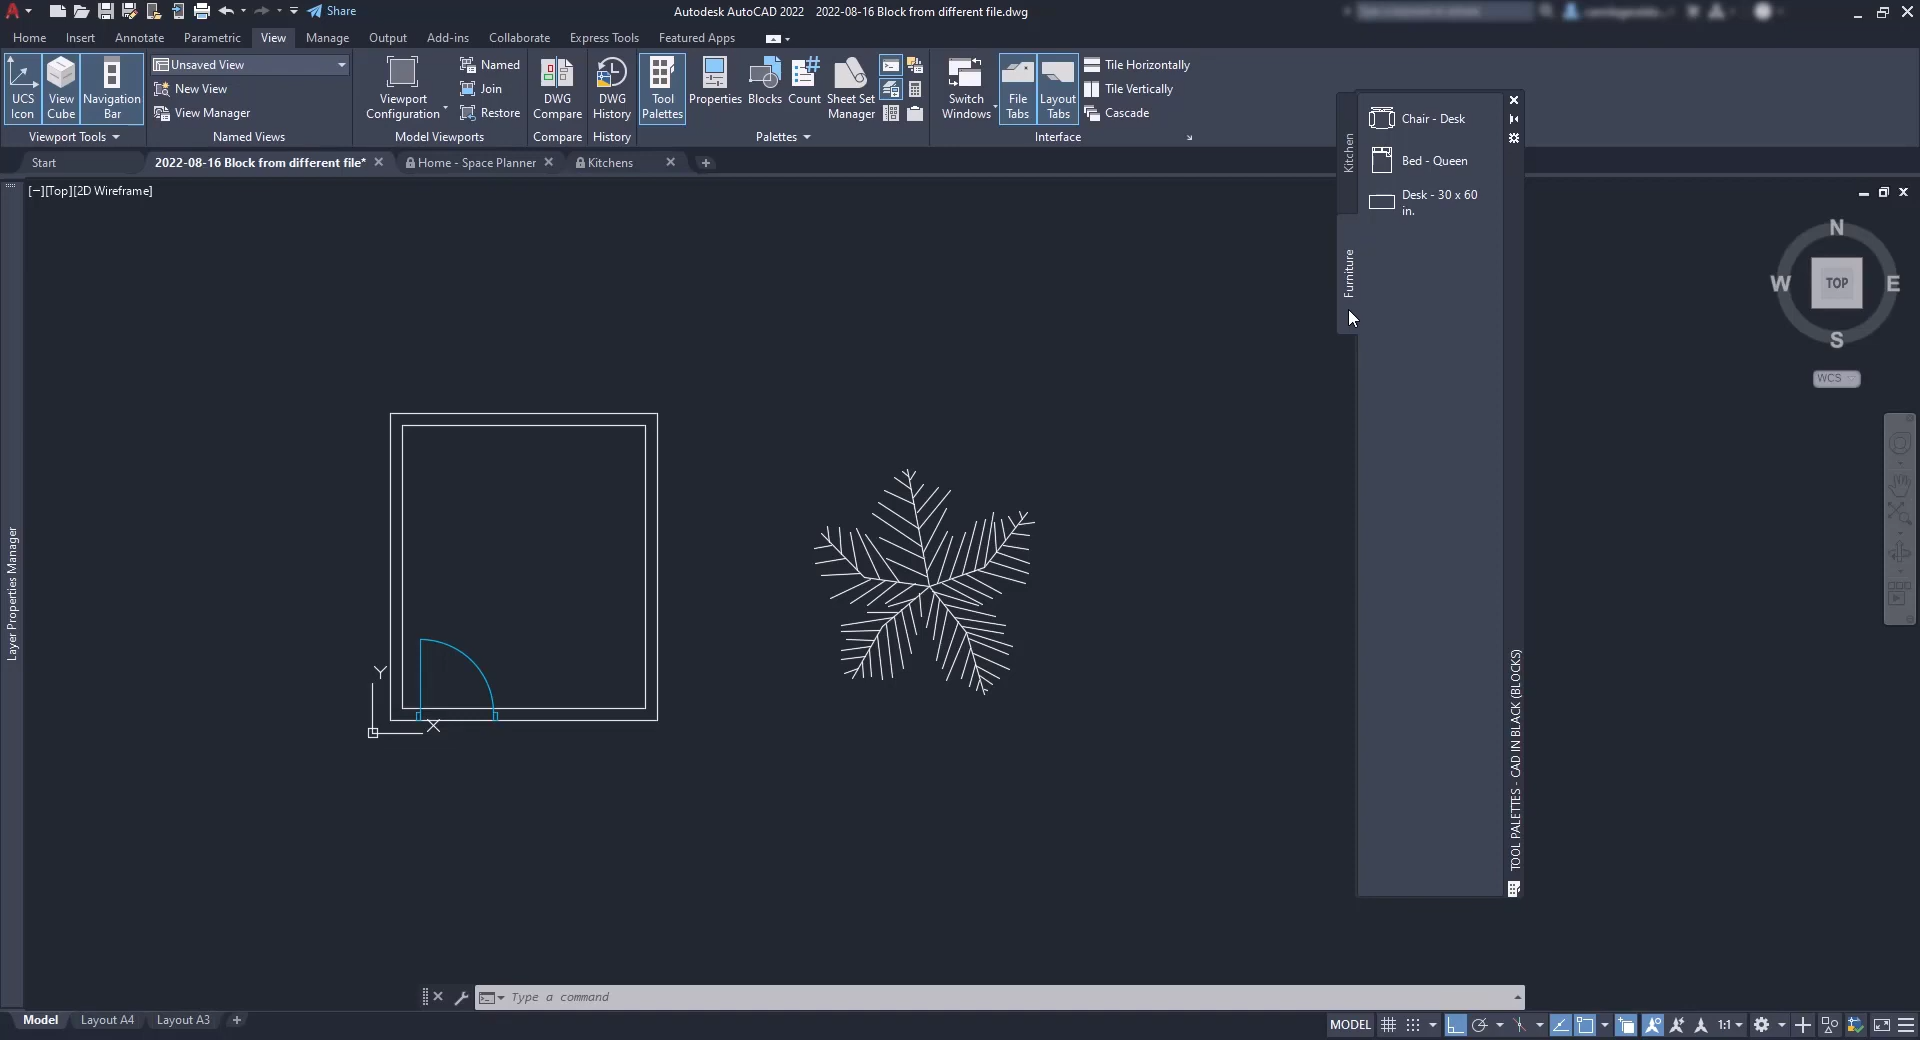 Share
Autodesk AutoCAD 2022 2022-08-16 Block from different file.dwg
Home Insert Annotate Parametric View Manage Output Add-ins Collaborate Express Tools Featured Apps
UCS
Icon
View
Cube
Navigation
Bar
Viewport Tools
Unsaved View
New View
View Manager
Named Views
Viewport
Configuration
Named
Join
Restore
Model Viewports
DWG
Compare
Compare
DWG
History
History
Tool
Palettes
Properties
Blocks
Count
Sheet Set
Manager
Palettes
Switch
Windows
File
Tabs
Layout
Tabs
Tile Horizontally
Tile Vertically
Cascade
Interface
Start
2022-08-16 Block from different file*
Home - Space Planner
Kitchens
[−][Top][2D Wireframe]
Kitchen
Furniture
Chair - Desk
Bed - Queen
Desk - 30 x 60
in.
TOOL PALETTES - CAD IN BLACK (BLOCKS)
N
W
TOP
E
S
WCS
Layer Properties Manager
Y
X
Type a command
Model
Layout A4
Layout A3
MODEL
1:1